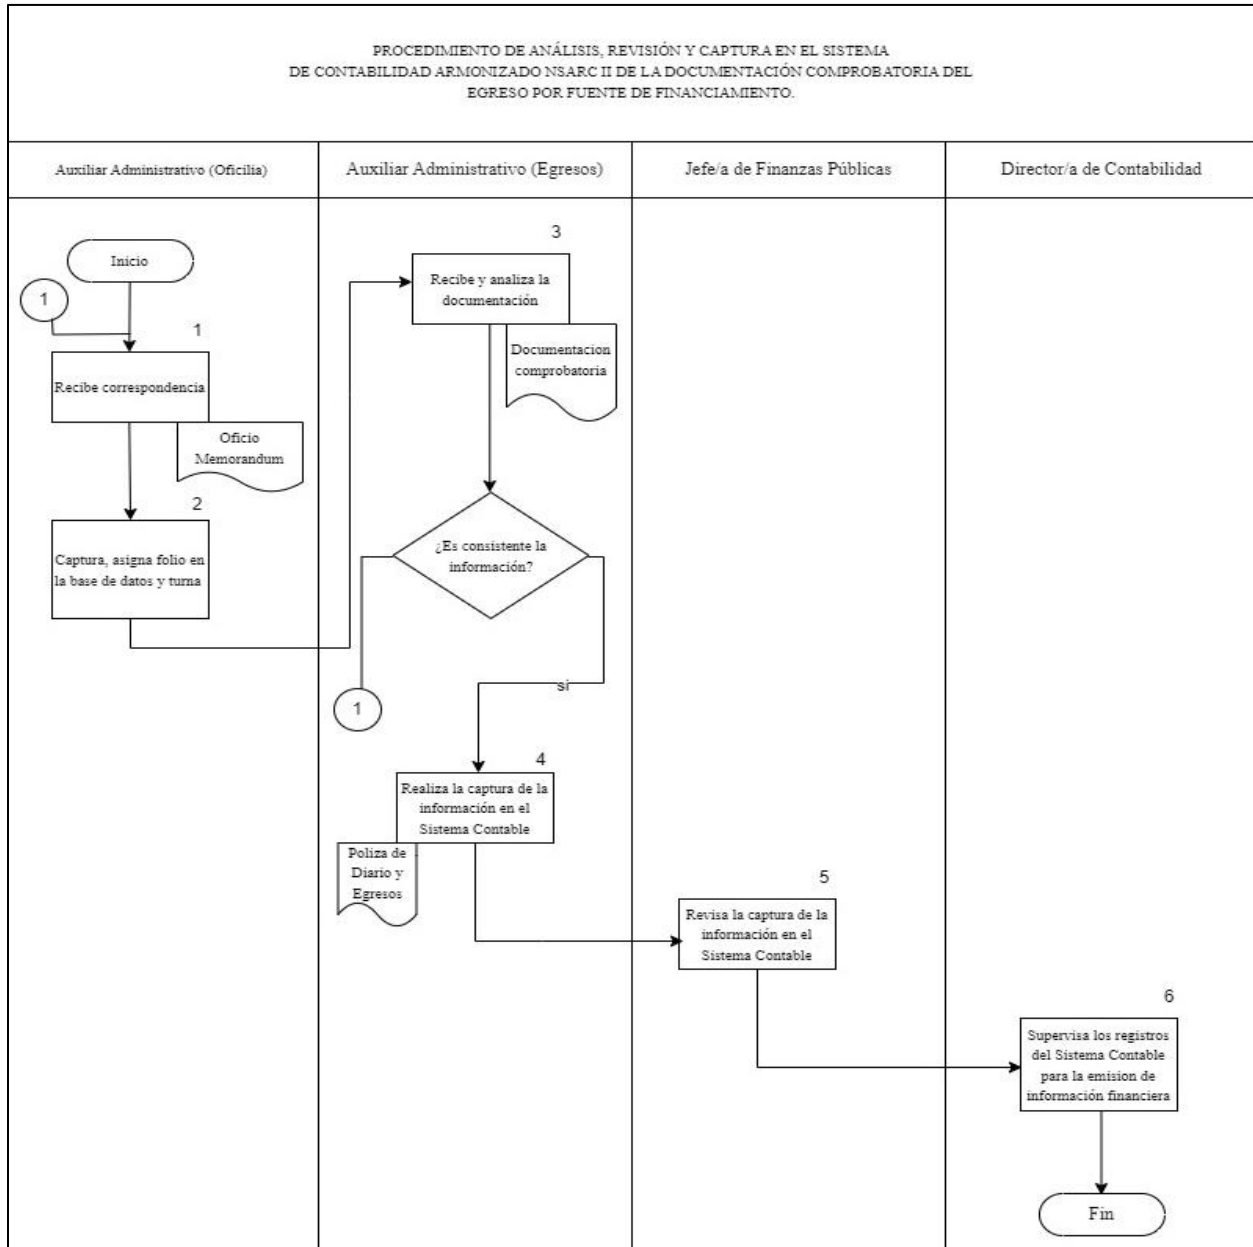 PROCEDIMIENTO DE ANÁLISIS, REVISIÓN Y CAPTURA EN EL SISTEMA
DE CONTABILIDAD ARMONIZADO NSARC II DE LA DOCUMENTACIÓN COMPROBATORIA DEL
EGRESO POR FUENTE DE FINANCIAMIENTO.
Auxiliar Administrativo (Oficilia)
Auxiliar Administrativo (Egresos)
Jefe/a de Finanzas Públicas
Director/a de Contabilidad
Inicio
1
1
Recibe correspondencia
Oficio
Memorandum
2
Captura, asigna folio en
la base de datos y turna
3
Recibe y analiza la
documentación
Documentacion
comprobatoria
¿Es consistente la
información?
sí
1
4
Realiza la captura de la
información en el
Sistema Contable
Poliza de
Diario y
Egresos
5
Revisa la captura de la
información en el
Sistema Contable
6
Supervisa los registros
del Sistema Contable
para la emision de
información financiera
Fin